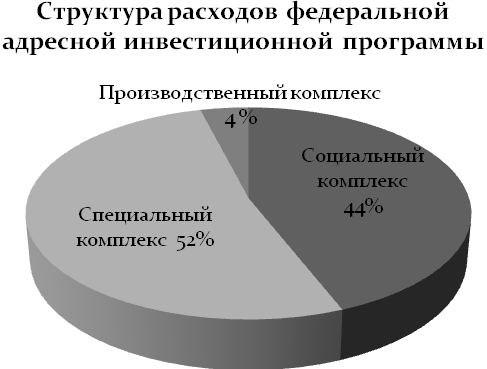 Структура расходов федеральной
адресной инвестиционной программы
Производственный комплекс
4%
Социальный
комплекс
44%
Специальный
комплекс 52%